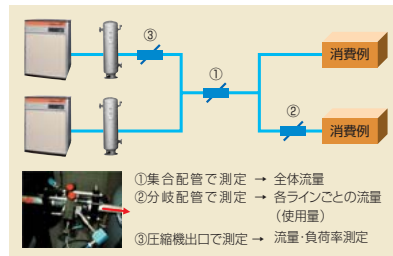 ③
①
消費例
②
消費例
①集合配管で測定 → 全体流量
②分岐配管で測定 → 各ラインごとの流量
（使用量）
③圧縮機出口で測定 → 流量・負荷率測定